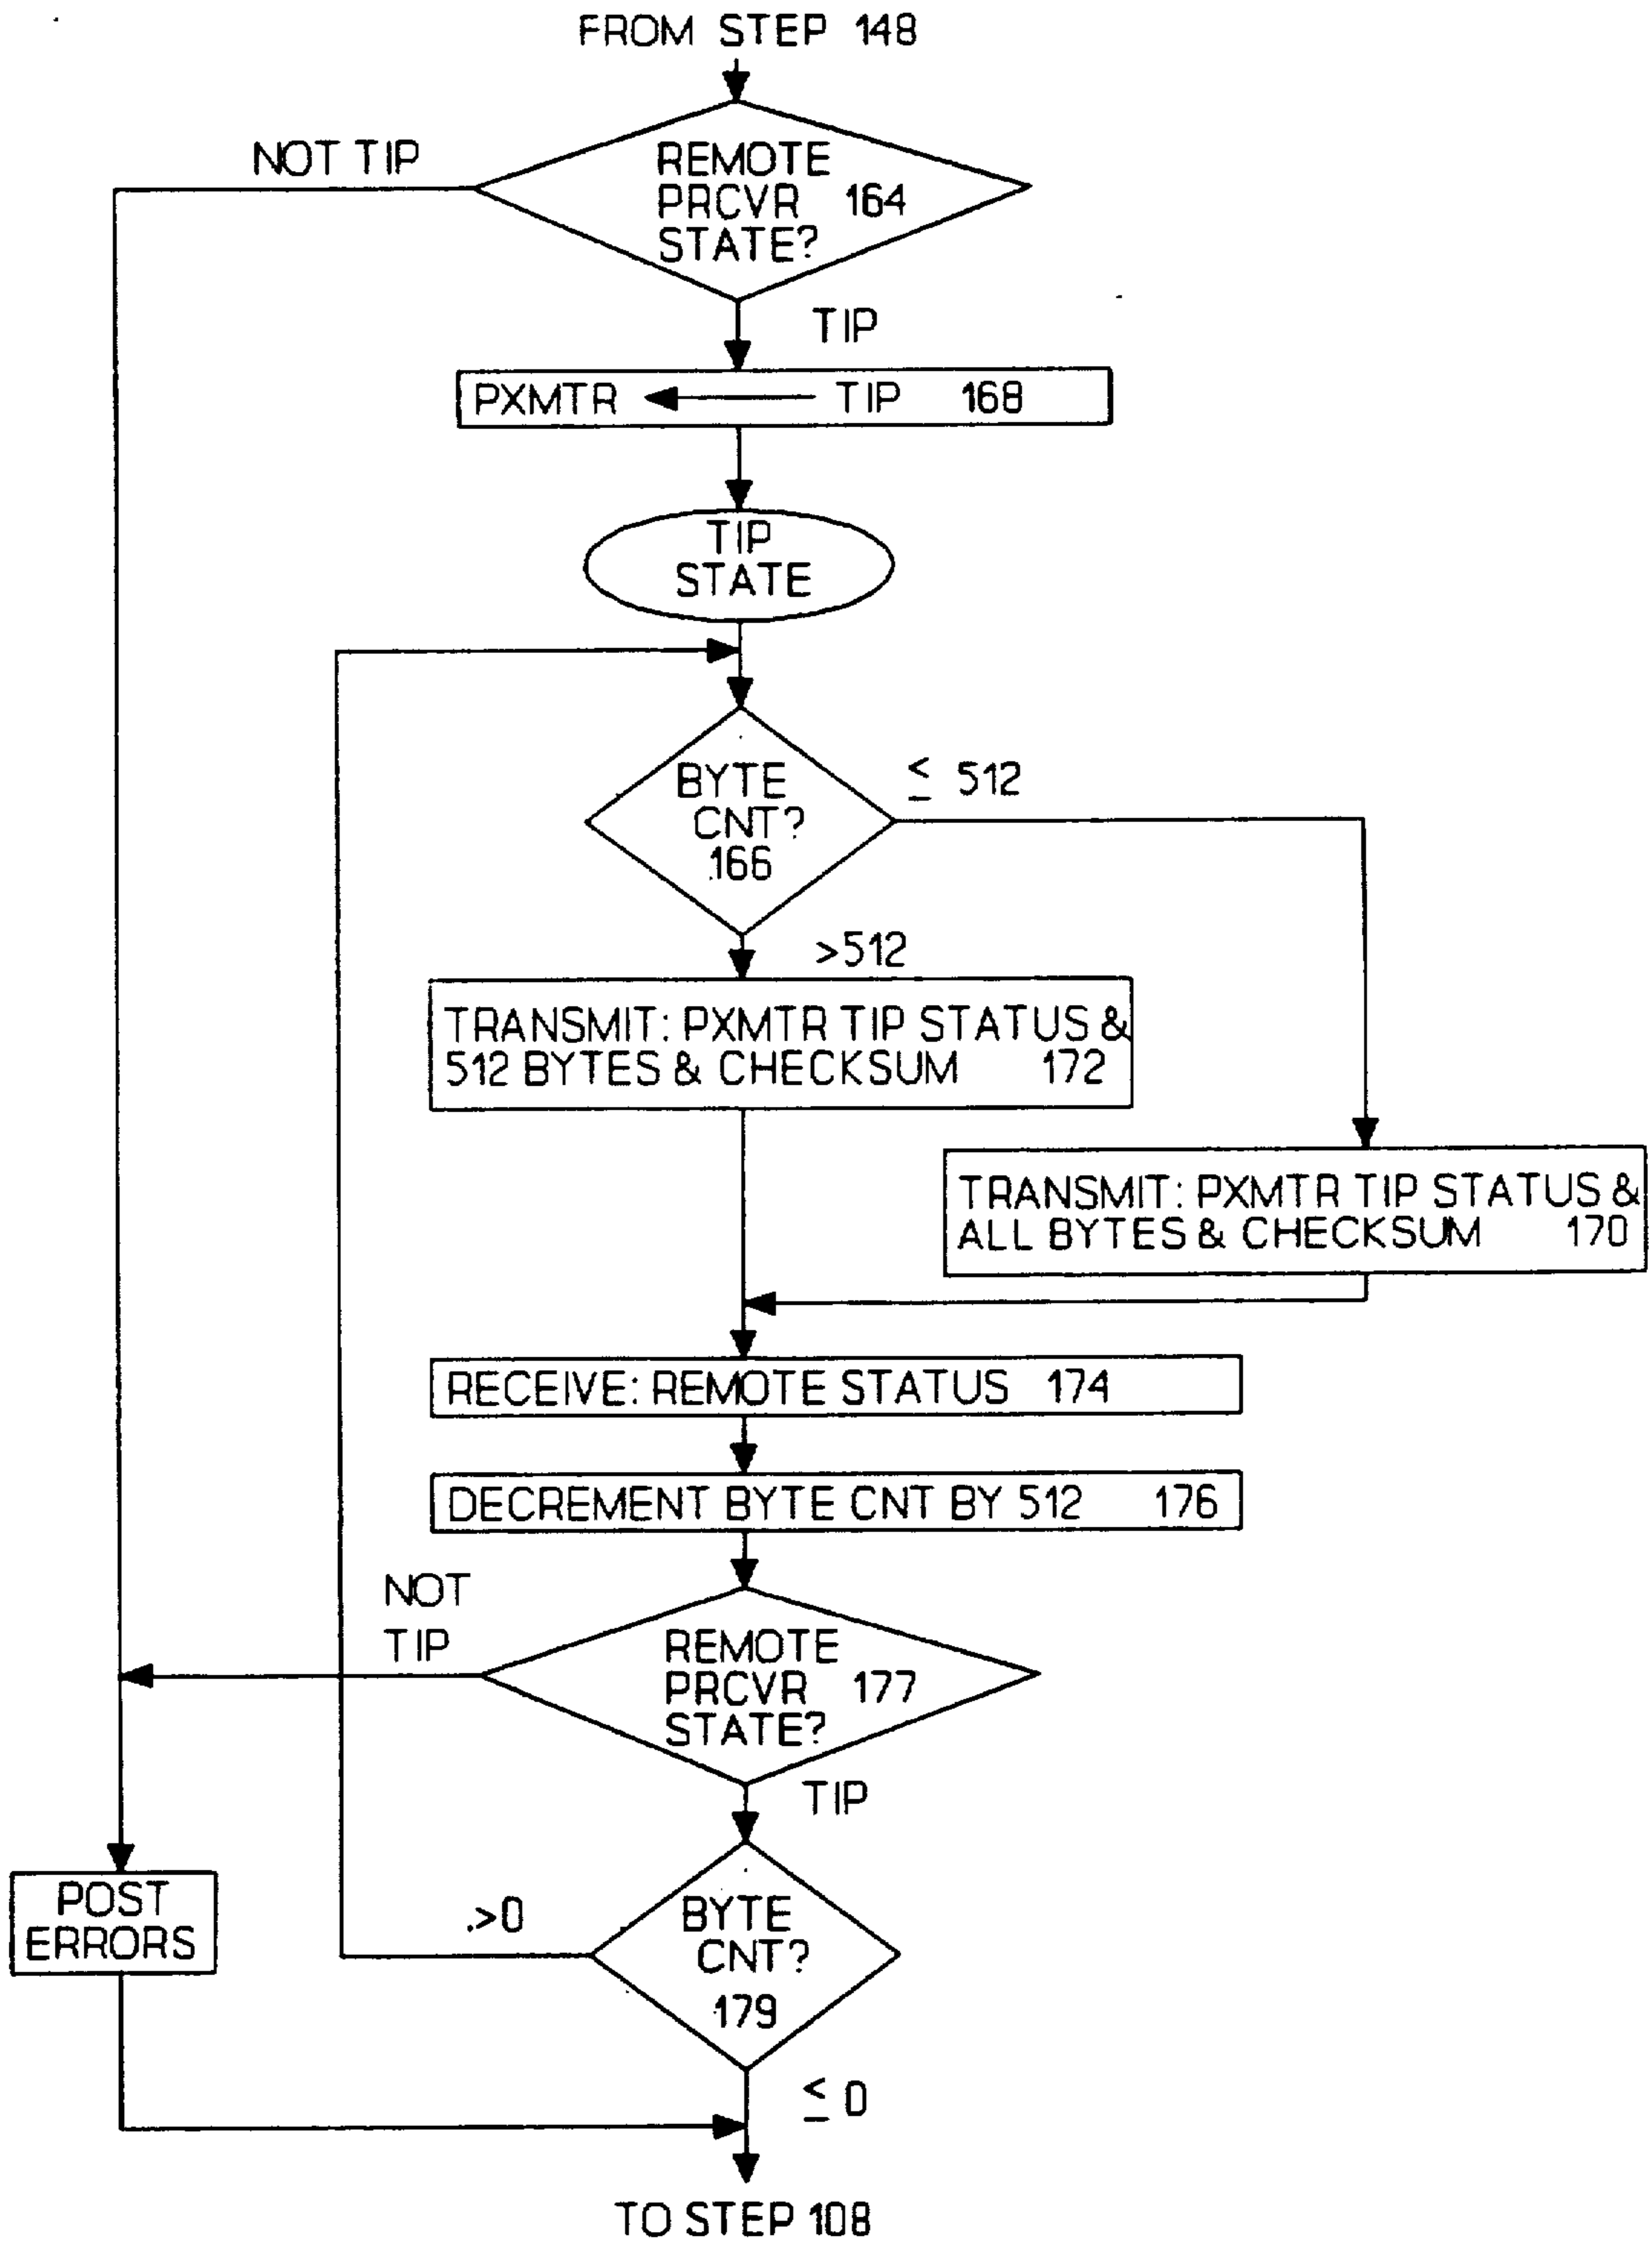 FROM STEP 148
NOT TIP
REMOTE
PRCVR 164
STATE?
TIP
PXMTR TIP 168
TIP
STATE
BYTE
CNT?
166
≤ 512
>512
TRANSMIT: PXMTR TIP STATUS &
512 BYTES & CHECKSUM 172
TRANSMIT: PXMTR TIP STATUS &
ALL BYTES & CHECKSUM 170
RECEIVE: REMOTE STATUS 174
DECREMENT BYTE CNT BY 512 176
NOT
TIP
REMOTE
PRCVR 177
STATE?
TIP
POST
ERRORS
>0
BYTE
CNT?
179
≤ 0
TO STEP 108